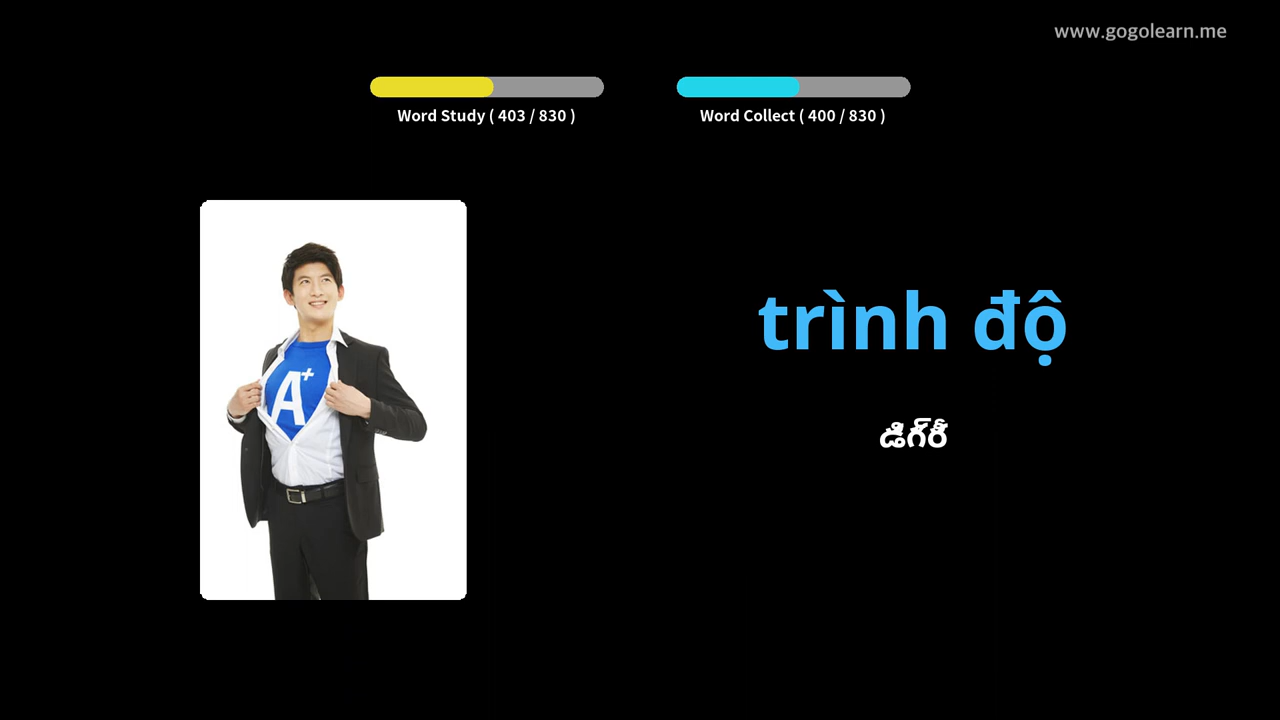 www.gogolearn.me
Word Study ( 403 / 830 )
Word Collect ( 400 / 830 )
A+
trình độ
డిగ్‌రీ